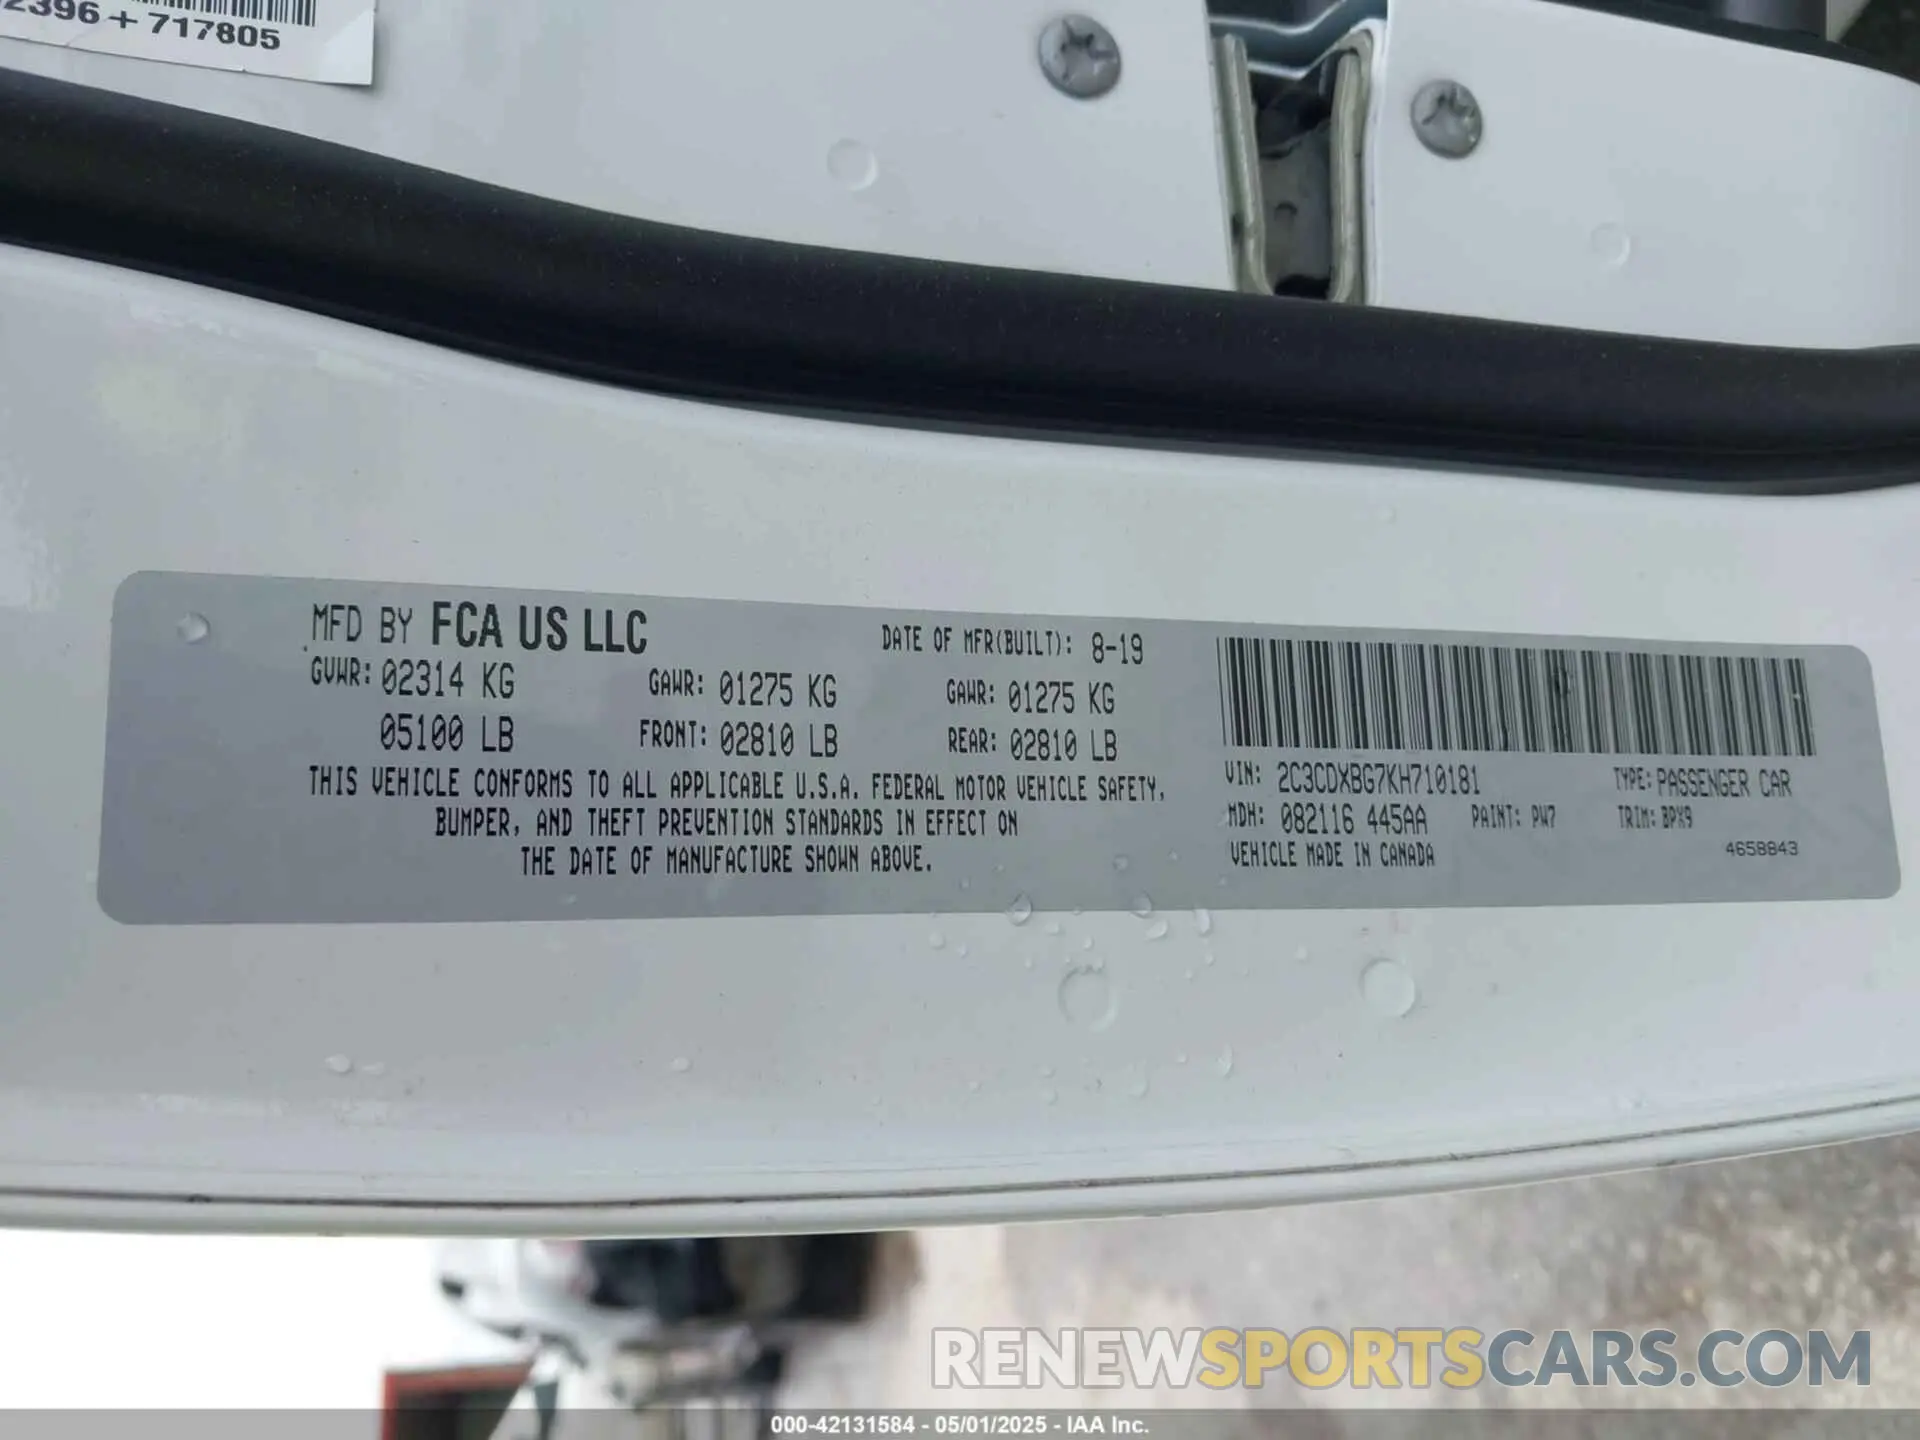 2396+717805
MFD BY FCA US LLC
DATE OF MFR(BUILT): 8-19
GVWR: 02314 KG GAWR: 01275 KG GAWR: 01275 KG
05100 LB FRONT: 02810 LB REAR: 02810 LB
THIS VEHICLE CONFORMS TO ALL APPLICABLE U.S.A. FEDERAL MOTOR VEHICLE SAFETY,
BUMPER, AND THEFT PREVENTION STANDARDS IN EFFECT ON
THE DATE OF MANUFACTURE SHOWN ABOVE.
VIN: 2C3CDXBG7KH710181 TYPE: PASSENGER CAR
MDH: 082116 445AA PAINT: PW7 TRIM: BPX9
VEHICLE MADE IN CANADA 4658843
RENEWSPORTSCARS.COM
000-42131584 - 05/01/2025 - IAA Inc.